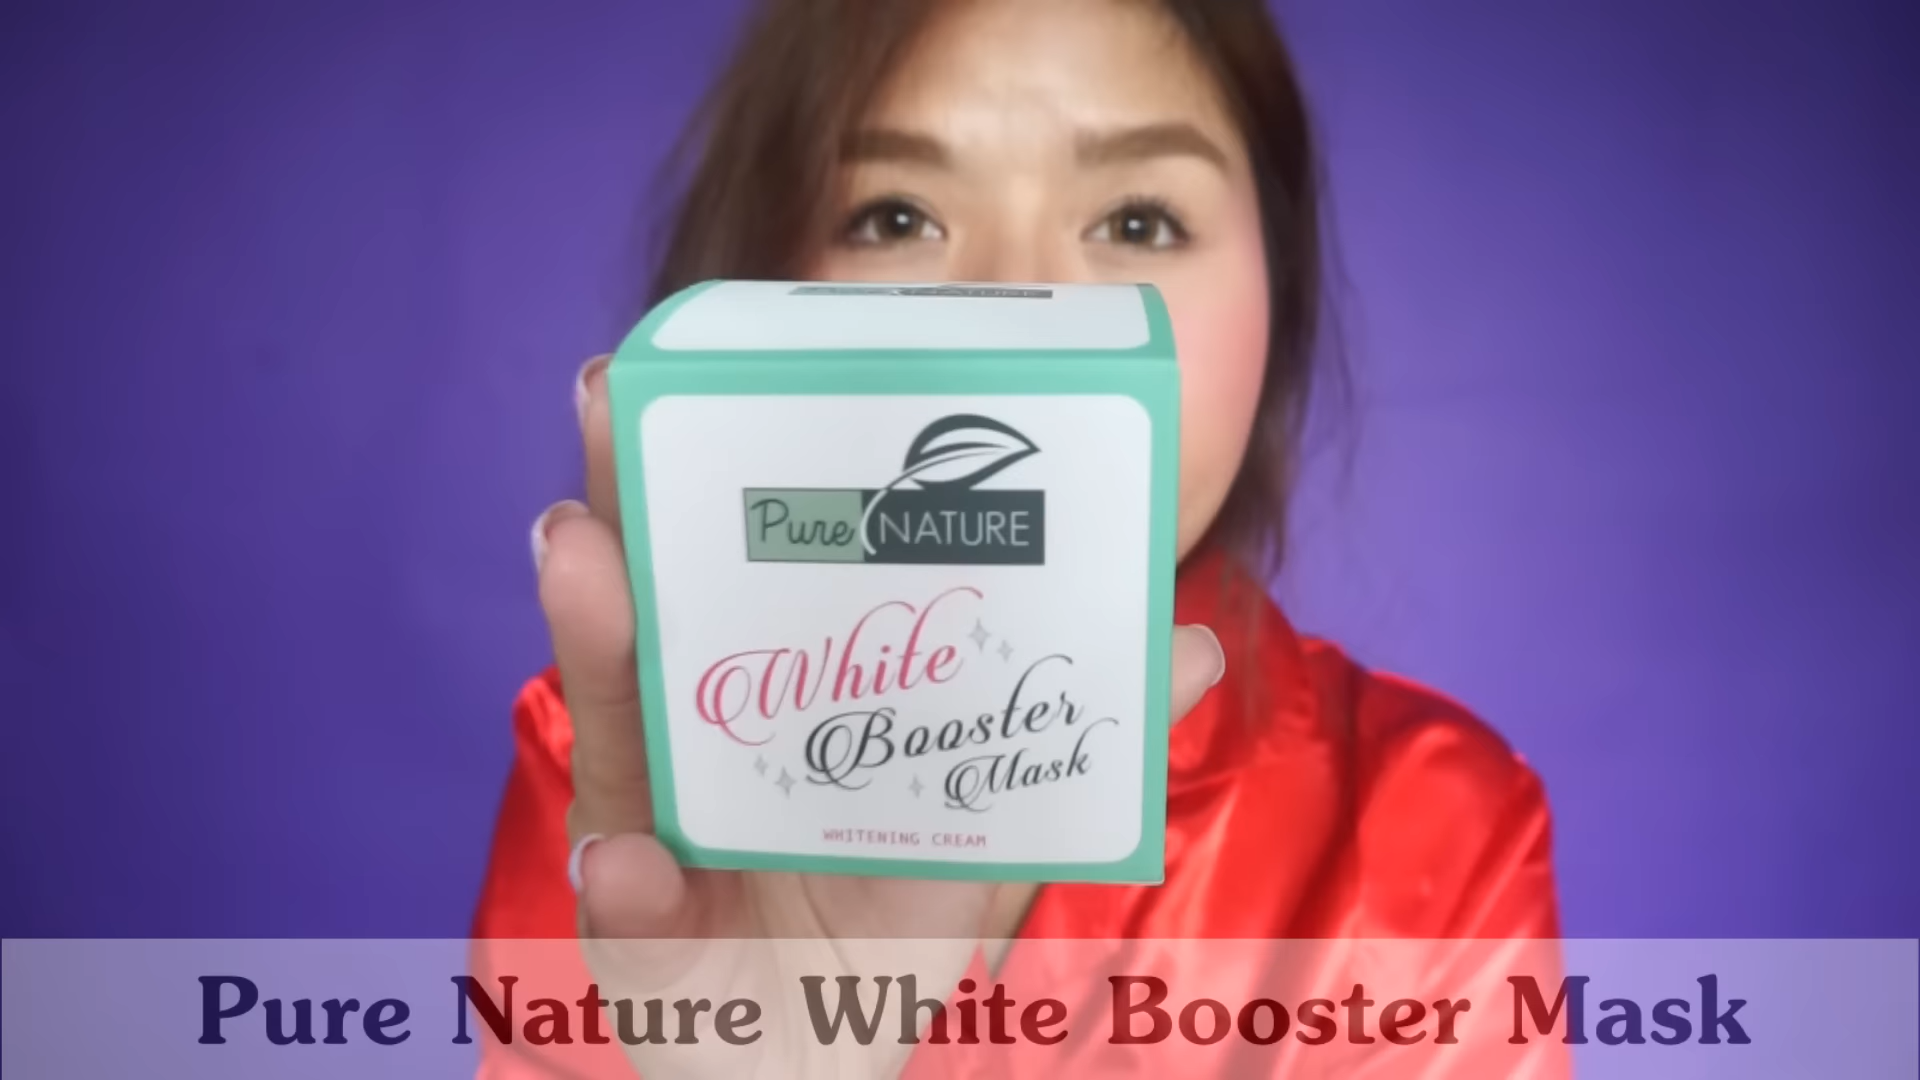 Pure NATURE
White
Booster
Mask
WHITENING CREAM
Pure Nature White Booster Mask